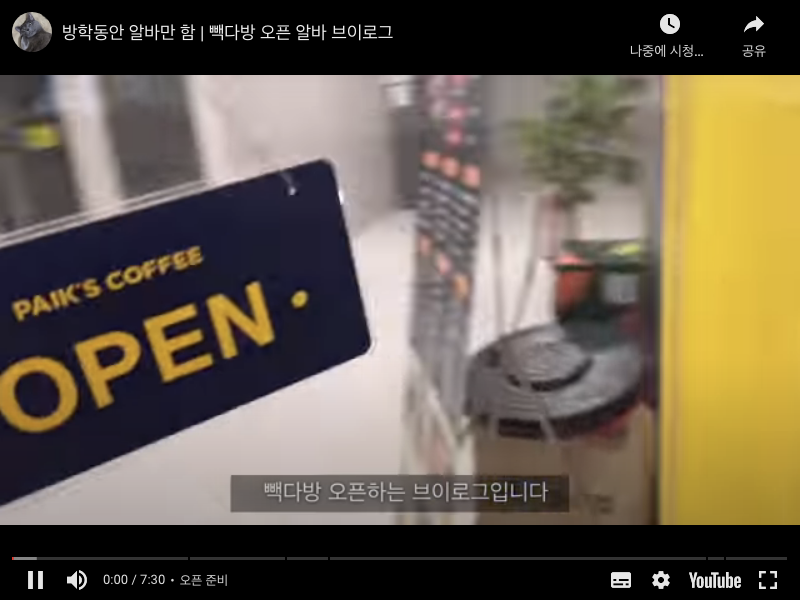 방학동안 알바만 함 | 빽다방 오픈 알바 브이로그
나중에 시청...
공유
PAIK'S COFFEE
OPEN
빽다방 오픈하는 브이로그입니다
0:00 / 7:30 • 오픈 준비
YouTube